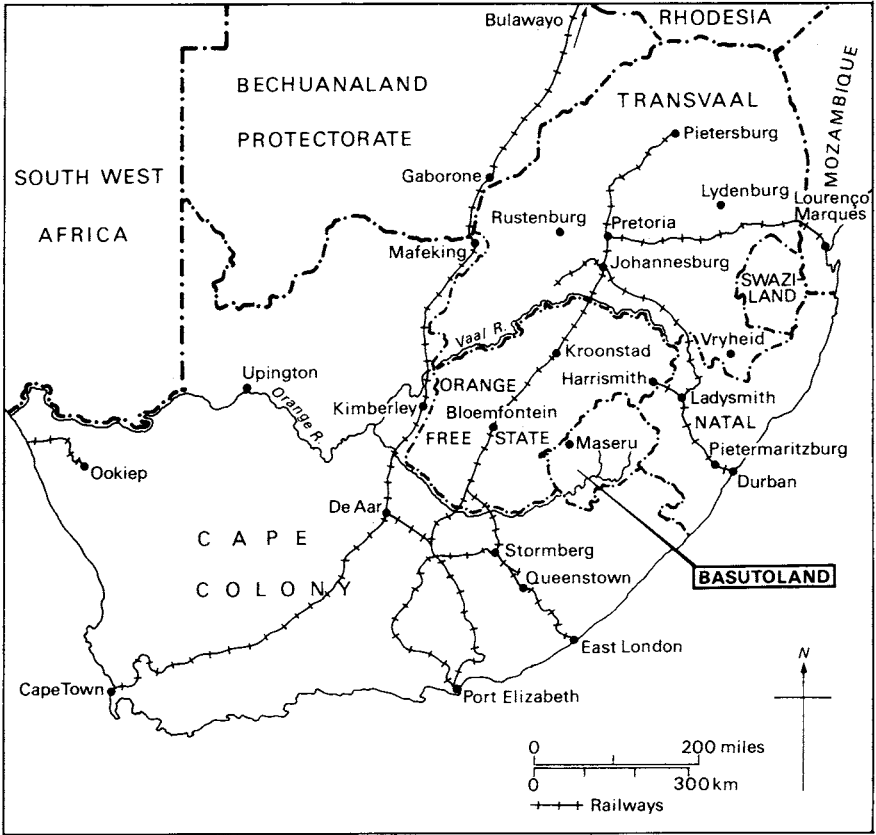 Bulawayo
RHODESIA
BECHUANALAND
PROTECTORATE
TRANSVAAL
MOZAMBIQUE
Pietersburg
SOUTH WEST
AFRICA
Gaborone
Lydenburg
Lourenço
Marques
Rustenburg
Pretoria
Mafeking
Johannesburg
SWAZI
LAND
Vaal R.
Vryheid
Kroonstad
Upington
Orange R.
ORANGE
FREE STATE
Harrismith
Kimberley
Bloemfontein
Ladysmith
NATAL
Maseru
Pietermaritzburg
Durban
Ookiep
De Aar
CAPE
COLONY
Stormberg
Queenstown
BASUTOLAND
East London
N
Cape Town
Port Elizabeth
0 200 miles
0 300 km
Railways